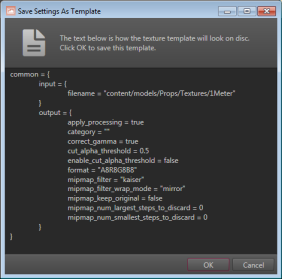 Save Settings As Template
The text below is how the texture template will look on disc.
Click OK to save this template.
common = {
input = {
filename = "content/models/Props/Textures/1Meter"
}
output = {
apply_processing = true
category = ""
correct_gamma = true
cut_alpha_threshold = 0.5
enable_cut_alpha_threshold = false
format = "A8R8G8B8"
mipmap_filter = "kaiser"
mipmap_filter_wrap_mode = "mirror"
mipmap_keep_original = false
mipmap_num_largest_steps_to_discard = 0
mipmap_num_smallest_steps_to_discard = 0
}
}
OK
Cancel